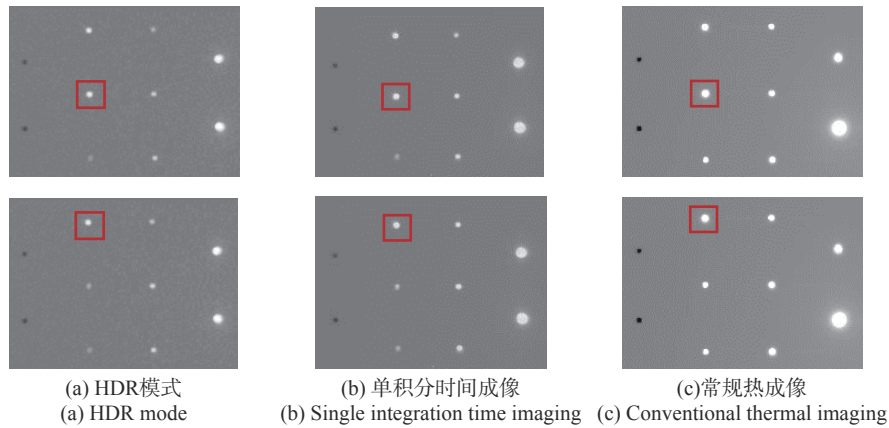 (a) HDR模式
(a) HDR mode
(b) 单积分时间成像
(b) Single integration time imaging
(c)常规热成像
(c) Conventional thermal imaging